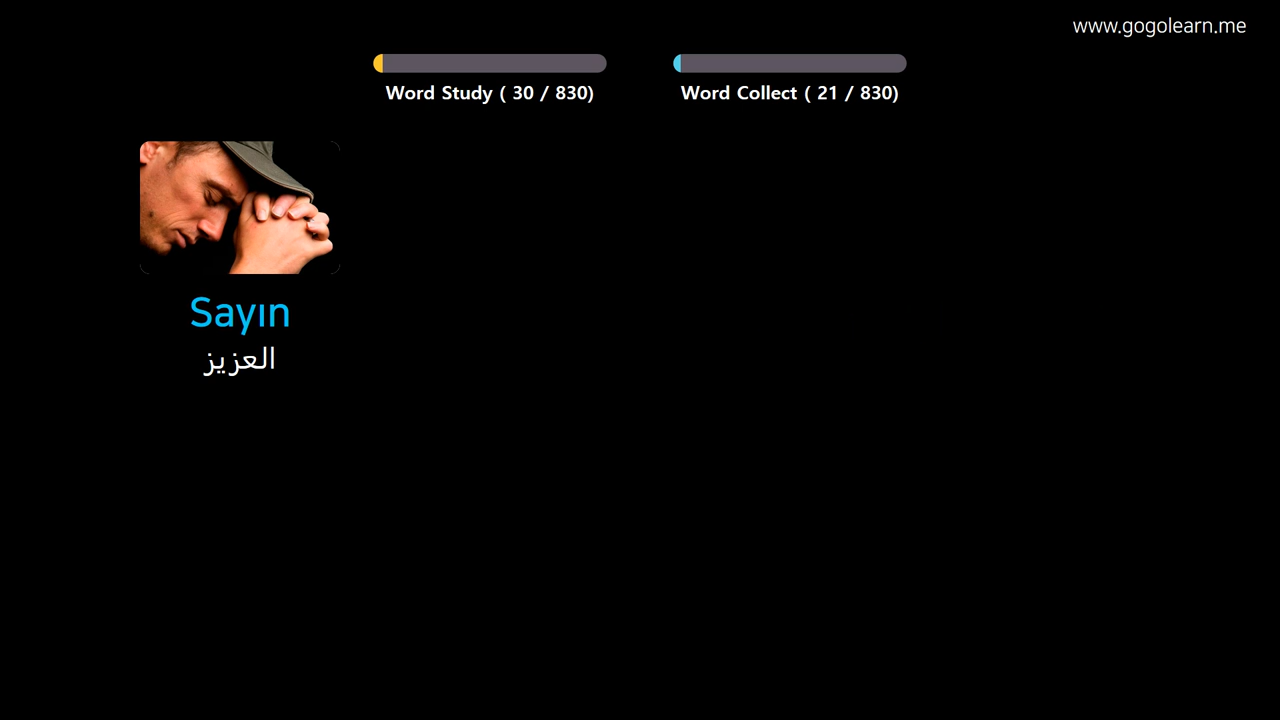 www.gogolearn.me
Word Study ( 30 / 830)
Word Collect ( 21 / 830)
Sayın
العزيز